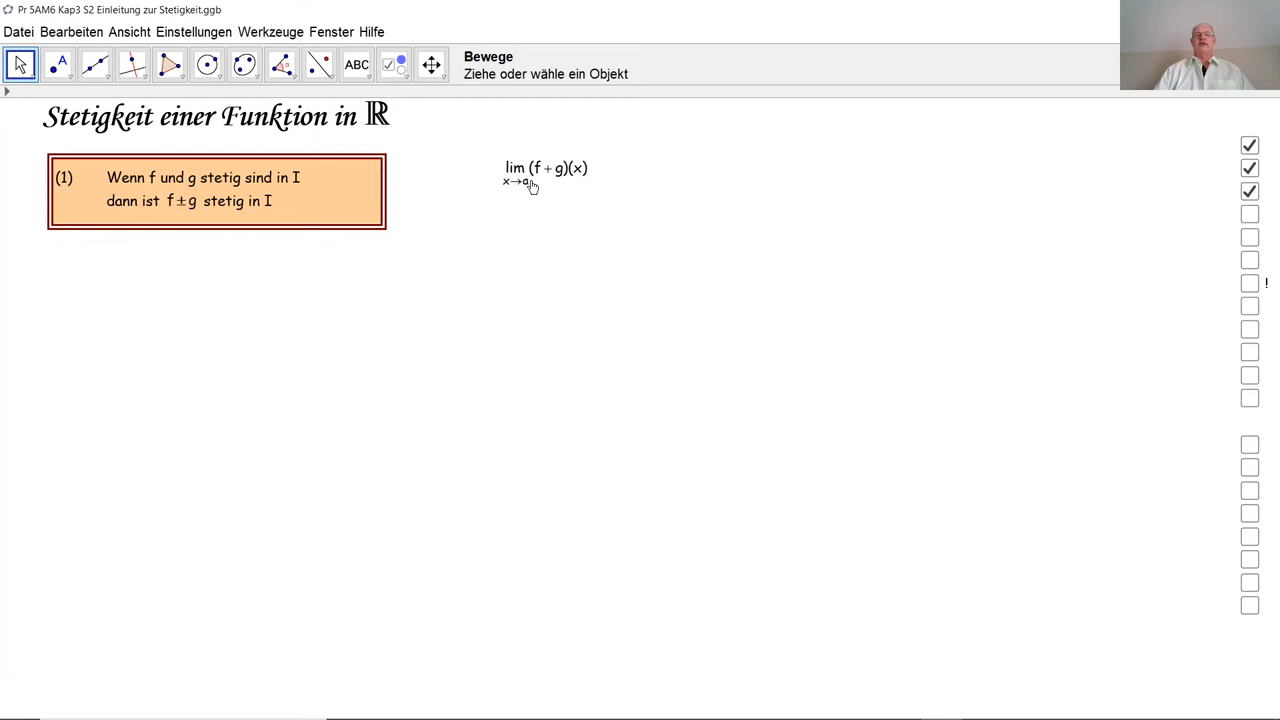 Pr 5AM6 Kap3 S2 Einleitung zur Stetigkeit.ggb
Datei Bearbeiten Ansicht Einstellungen Werkzeuge Fenster Hilfe
A
ABC
Bewege
Ziehe oder wähle ein Objekt
Stetigkeit einer Funktion in ℝ
(1) Wenn f und g stetig sind in I
dann ist f ± g stetig in I
lim (f + g)(x)
x→a
!